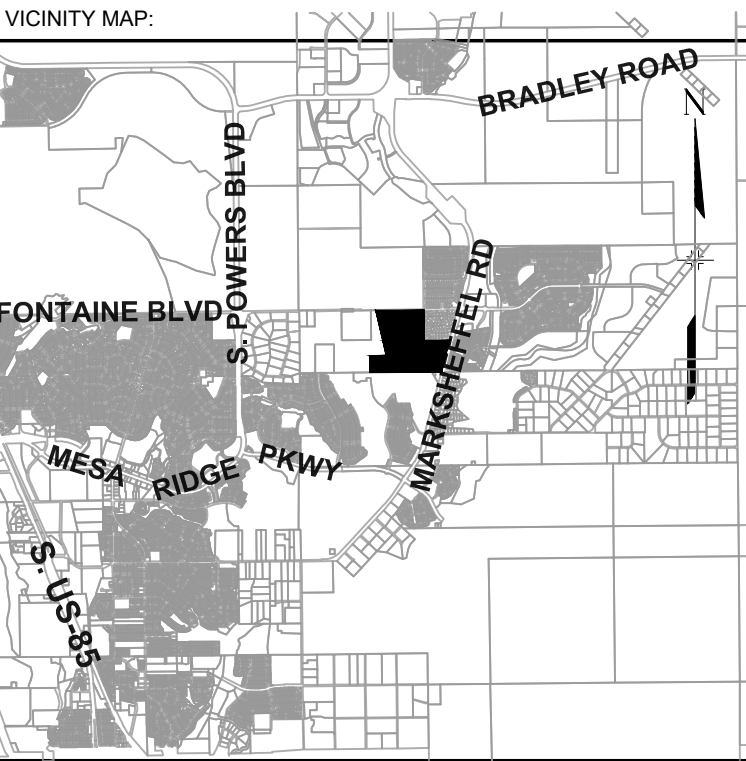 VICINITY MAP:
BRADLEY ROAD
N
S. POWERS BLVD
MARKSHEFFEL RD
FONTAINE BLVD
MESA RIDGE PKWY
S. US-85